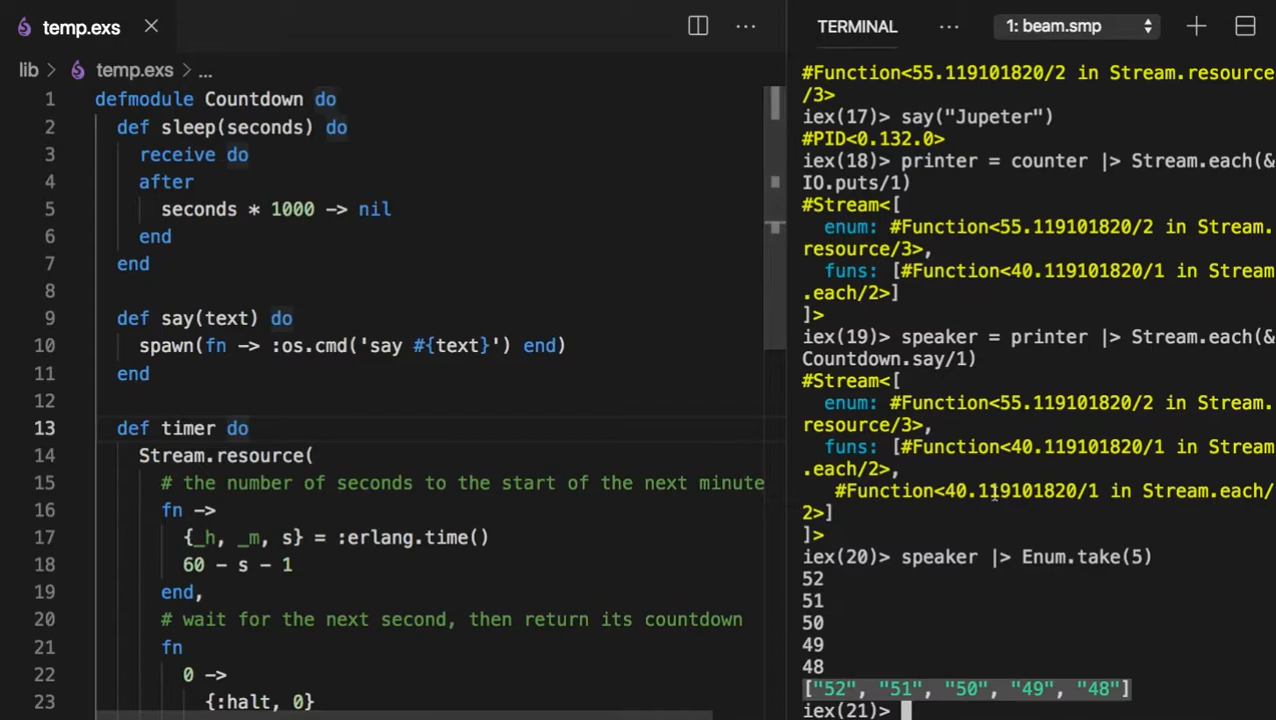 temp.exs
TERMINAL
1: beam.smp
lib > temp.exs > ...
1 defmodule Countdown do
2 def sleep(seconds) do
3 receive do
4 after
5 seconds * 1000 -> nil
6 end
7 end
8
9 def say(text) do
10 spawn(fn -> :os.cmd('say #{text}') end)
11 end
12
13 def timer do
14 Stream.resource(
15 # the number of seconds to the start of the next minute
16 fn ->
17 {_h, _m, s} = :erlang.time()
18 60 - s - 1
19 end,
20 # wait for the next second, then return its countdown
21 fn
22 0 ->
23 {:halt, 0}
#Function<55.119101820/2 in Stream.resource
/3>
iex(17)> say("Jupeter")
#PID<0.132.0>
iex(18)> printer = counter |> Stream.each(&
IO.puts/1)
#Stream<[
enum: #Function<55.119101820/2 in Stream.
resource/3>,
funs: [#Function<40.119101820/1 in Stream
.each/2>]
]>
iex(19)> speaker = printer |> Stream.each(&
Countdown.say/1)
#Stream<[
enum: #Function<55.119101820/2 in Stream.
resource/3>,
funs: [#Function<40.119101820/1 in Stream
.each/2>,
#Function<40.119101820/1 in Stream.each/
2>]
]>
iex(20)> speaker |> Enum.take(5)
52
51
50
49
48
["52", "51", "50", "49", "48"]
iex(21)>